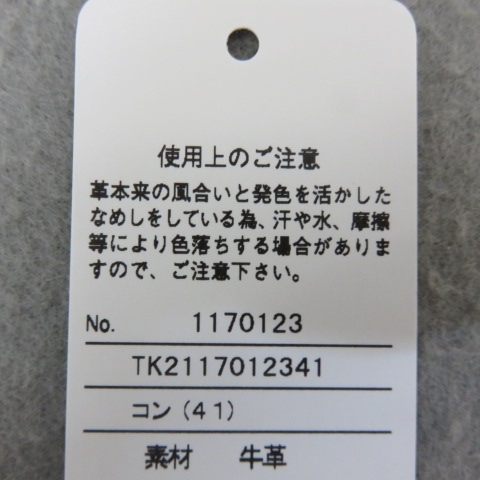 使用上のご注意
革本来の風合いと発色を活かした
なめしをしている為、汗や水、摩擦
等により色落ちする場合がありま
すので、ご注意下さい。
No. 1170123
TK2117012341
コン(41)
素材 牛革